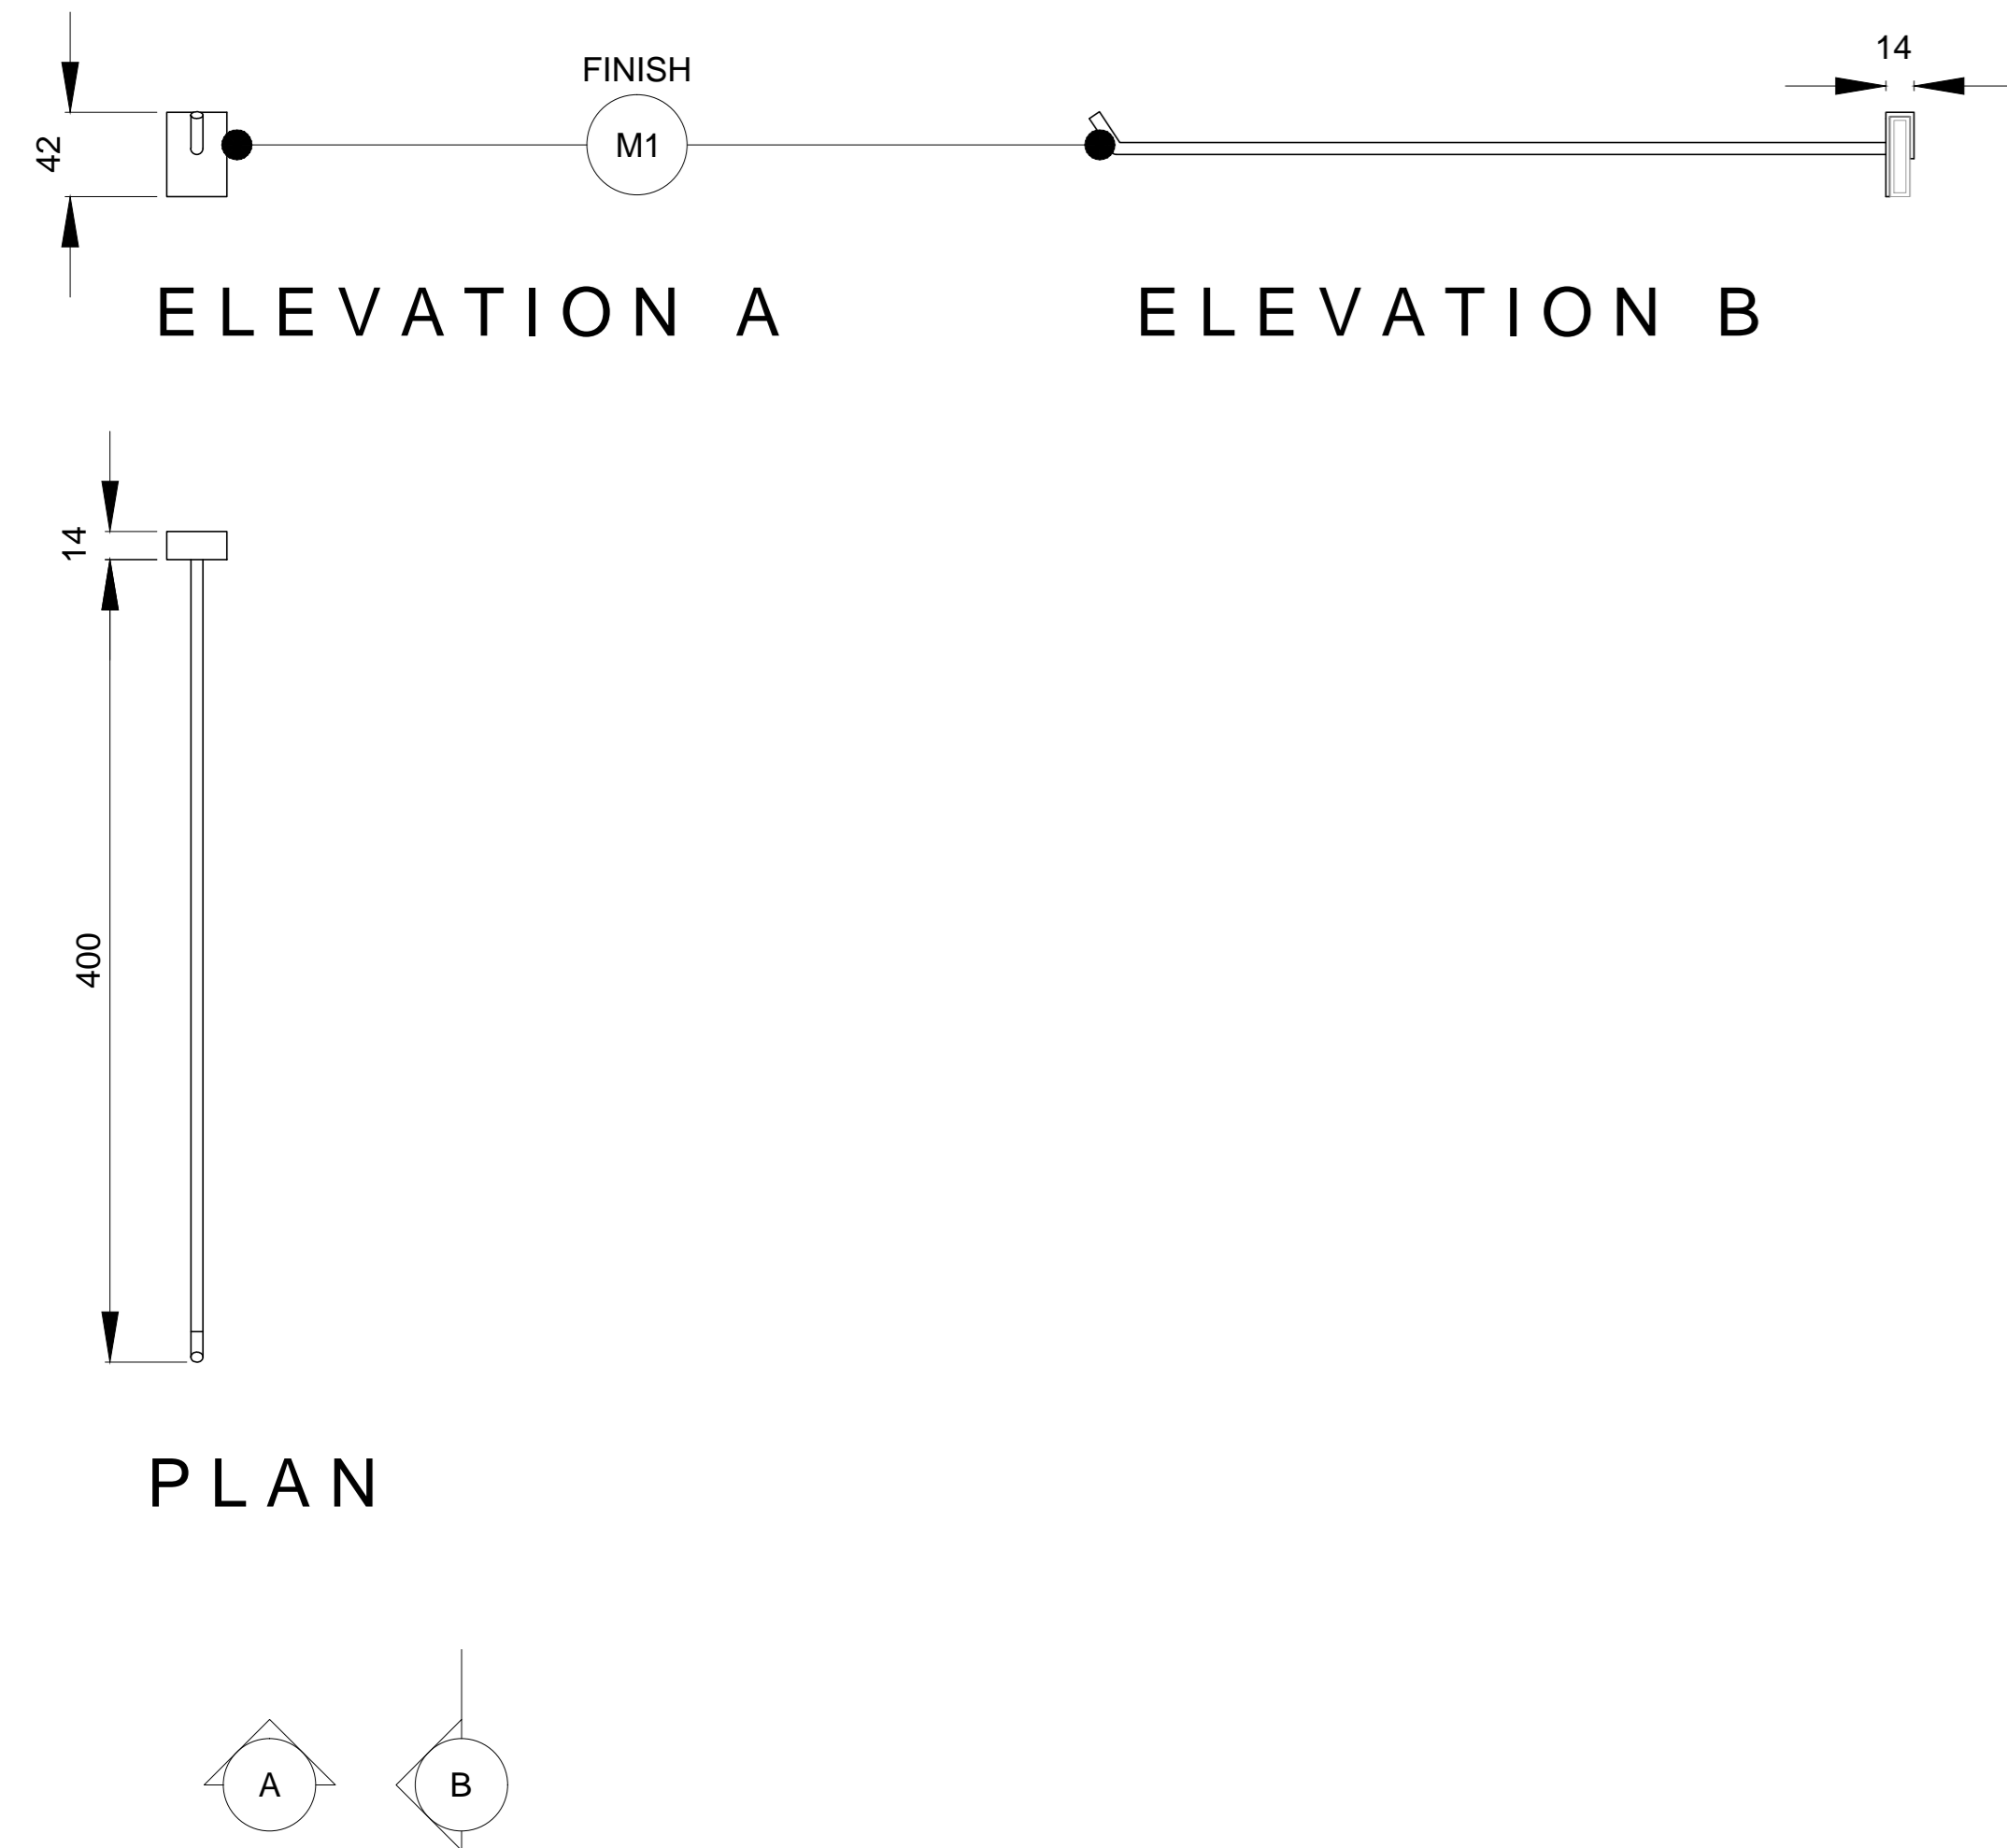 14
FINISH
42
M1
ELEVATION A
ELEVATION B
14
400
PLAN
A
B